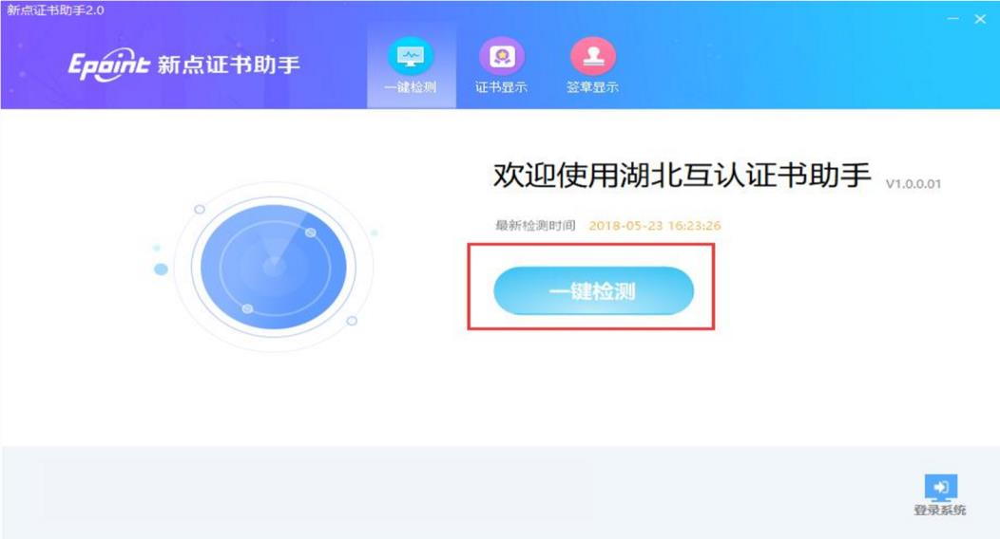 新点证书助手2.0
Epoint 新点证书助手
一键检测
证书显示
签章显示
欢迎使用湖北互认证书助手 V1.0.0.01
最新检测时间 2018-05-23 16:23:26
一键检测
登录系统